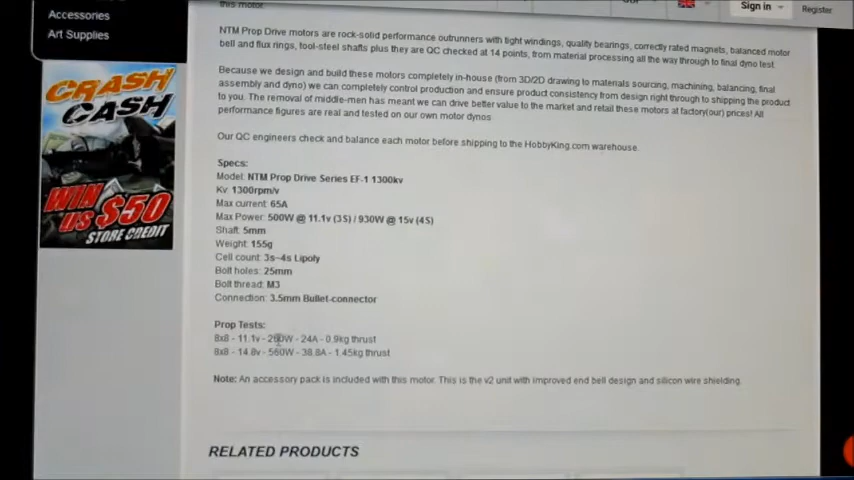 this motor
Sign in
Register
Accessories
Art Supplies
CRASH
CASH
WIN
US $50
STORE CREDIT
NTM Prop Drive motors are rock-solid performance outrunners with tight windings, quality bearings, correctly rated magnets, balanced motor
bell and flux rings, tool-steel shafts plus they are QC checked at 14 points, from material processing all the way through to final dyno test.
Because we design and build these motors completely in-house (from 3D/2D drawing to materials sourcing, machining, balancing, final
assembly and dyno) we can completely control production and ensure product consistency from design right through to shipping the product
to you. The removal of middle-men has meant we can drive better value to the market and retail these motors at factory(our) prices! All
performance figures are real and tested on our own motor dynos
Our QC engineers check and balance each motor before shipping to the HobbyKing.com warehouse.
Specs:
Model: NTM Prop Drive Series EF-1 1300kv
Kv: 1300rpm/v
Max current: 65A
Max Power: 500W @ 11.1v (3S) / 930W @ 15v (4S)
Shaft: 5mm
Weight: 155g
Cell count: 3s~4s Lipoly
Bolt holes: 25mm
Bolt thread: M3
Connection: 3.5mm Bullet-connector
Prop Tests:
8x8 - 11.1v - - 24A - 0.9kg thrust
8x8 - 14.8v - 560W - 38.8A - 1.45kg thrust
Note: An accessory pack is included with this motor. This is the v2 unit with improved end bell design and silicon wire shielding.
RELATED PRODUCTS